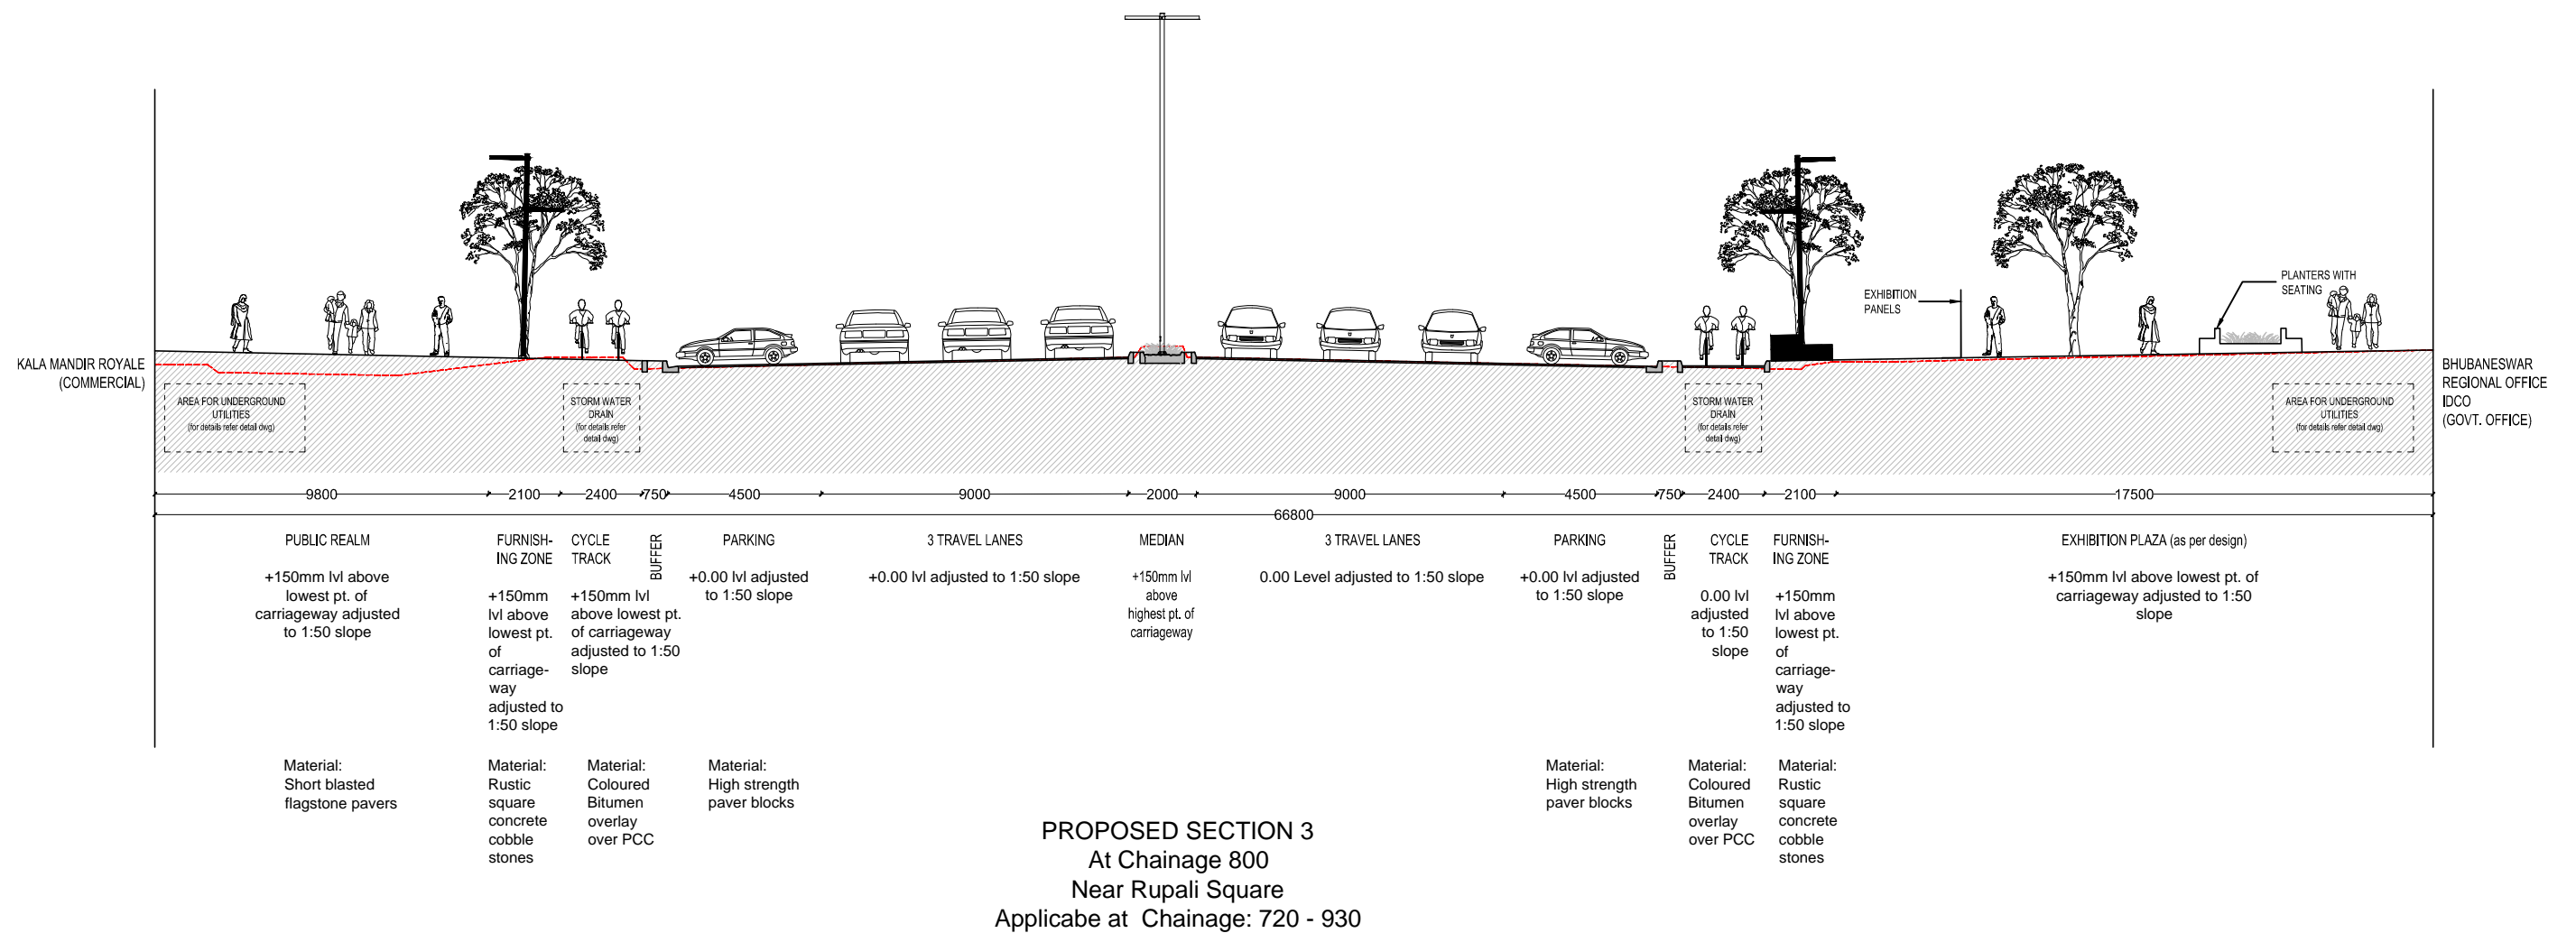 EXHIBITION
PANELS
PLANTERS WITH
SEATING
KALA MANDIR ROYALE
(COMMERCIAL)
BHUBANESWAR
REGIONAL OFFICE
IDCO
(GOVT. OFFICE)
AREA FOR UNDERGROUND
UTILITIES
(for details refer detail dwg)
STORM WATER
DRAIN
(for details refer
detail dwg)
STORM WATER
DRAIN
(for details refer
detail dwg)
AREA FOR UNDERGROUND
UTILITIES
(for details refer detail dwg)
9800 2100 2400 750 4500 9000 2000 9000 4500 750 2400 2100 17500
66800
PUBLIC REALM
+150mm lvl above
lowest pt. of
carriageway adjusted
to 1:50 slope
FURNISH-
ING ZONE
+150mm
lvl above
lowest pt.
of
carriage-
way
adjusted to
1:50 slope
CYCLE
TRACK
+150mm lvl
above lowest pt.
of carriageway
adjusted to 1:50
slope
BUFFER
PARKING
+0.00 lvl adjusted
to 1:50 slope
3 TRAVEL LANES
+0.00 lvl adjusted to 1:50 slope
MEDIAN
+150mm lvl
above
highest pt. of
carriageway
3 TRAVEL LANES
0.00 Level adjusted to 1:50 slope
PARKING
+0.00 lvl adjusted
to 1:50 slope
BUFFER
CYCLE
TRACK
0.00 lvl
adjusted
to 1:50
slope
FURNISH-
ING ZONE
+150mm
lvl above
lowest pt.
of
carriage-
way
adjusted to
1:50 slope
EXHIBITION PLAZA (as per design)
+150mm lvl above lowest pt. of
carriageway adjusted to 1:50
slope
Material:
Short blasted
flagstone pavers
Material:
Rustic
square
concrete
cobble
stones
Material:
Coloured
Bitumen
overlay
over PCC
Material:
High strength
paver blocks
Material:
High strength
paver blocks
Material:
Coloured
Bitumen
overlay
over PCC
Material:
Rustic
square
concrete
cobble
stones
PROPOSED SECTION 3
At Chainage 800
Near Rupali Square
Applicabe at Chainage: 720 - 930